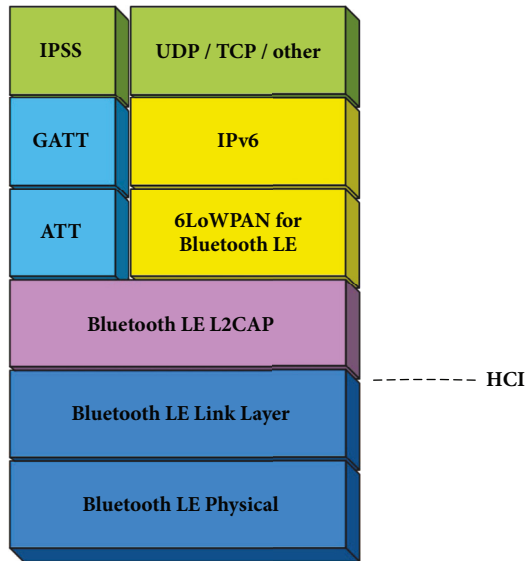 IPSS
UDP / TCP / other
GATT
IPv6
ATT
6LoWPAN for
Bluetooth LE
Bluetooth LE L2CAP
HCI
Bluetooth LE Link Layer
Bluetooth LE Physical